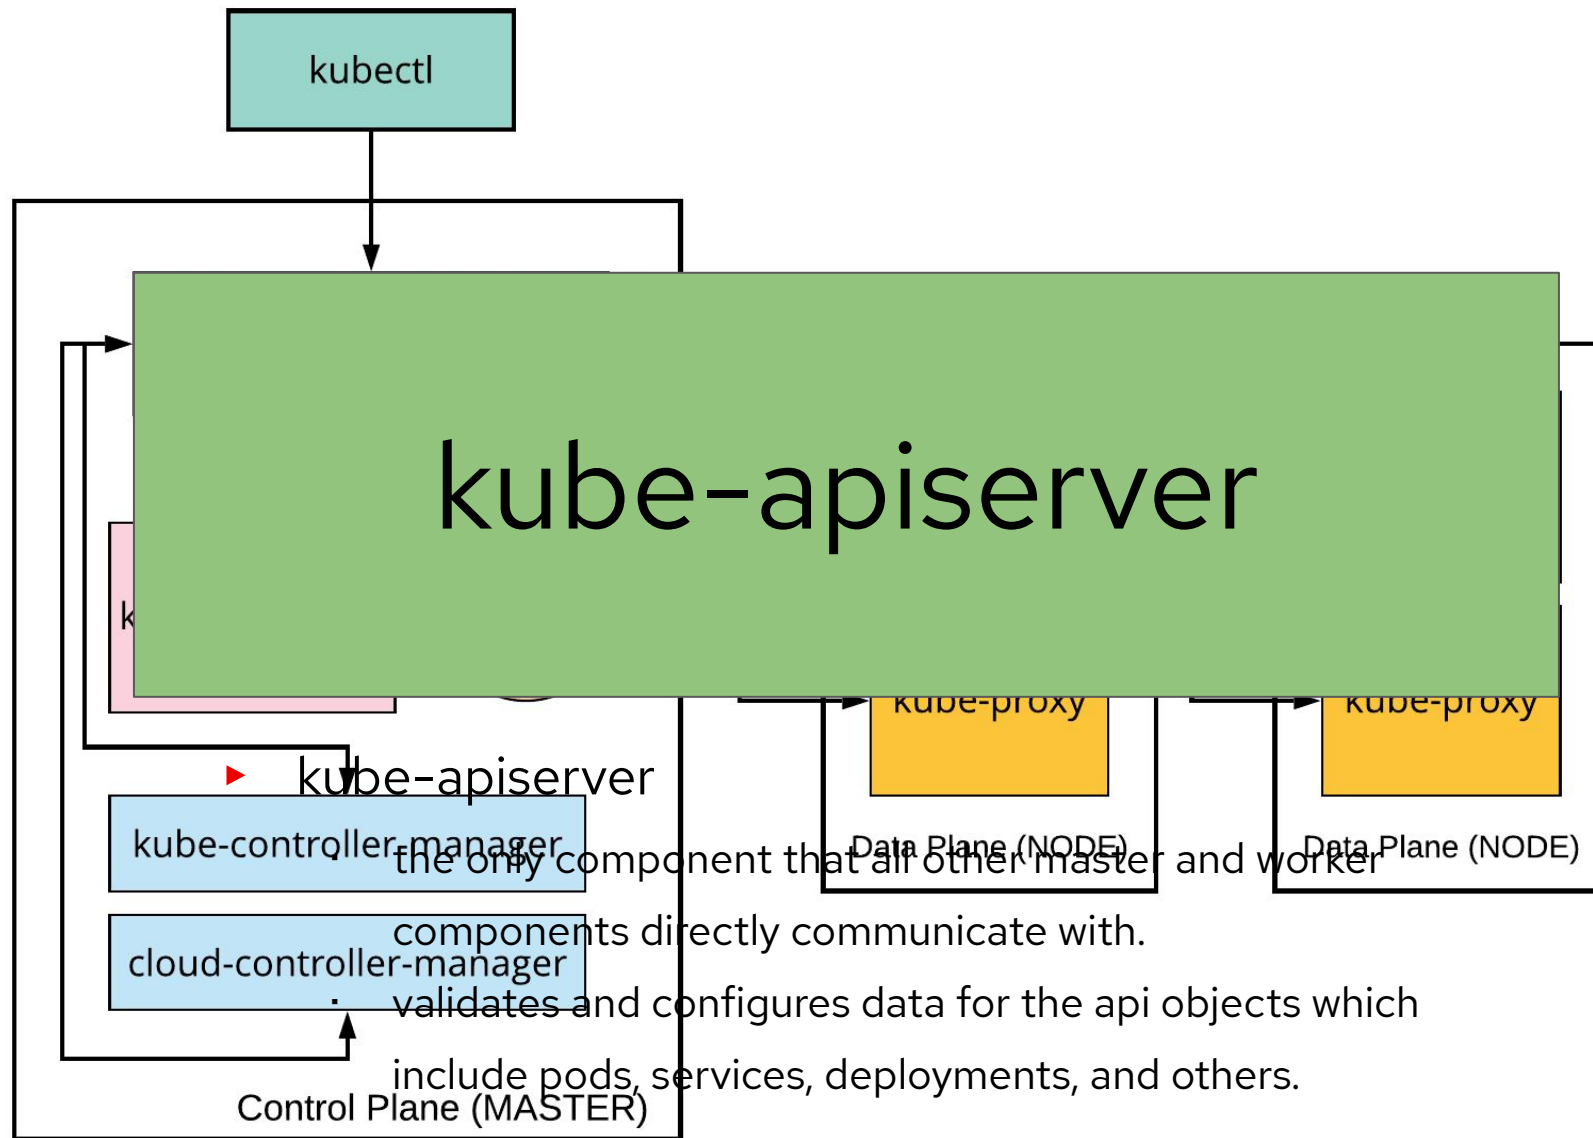 kubectl
kube-apiserver
k
kube-proxy
kube-proxy
kube-apiserver
kube-controller-manager
the only component that all other master and worker
Data Plane (NODE)
Data Plane (NODE)
components directly communicate with.
cloud-controller-manager
validates and configures data for the api objects which
include pods, services, deployments, and others.
Control Plane (MASTER)